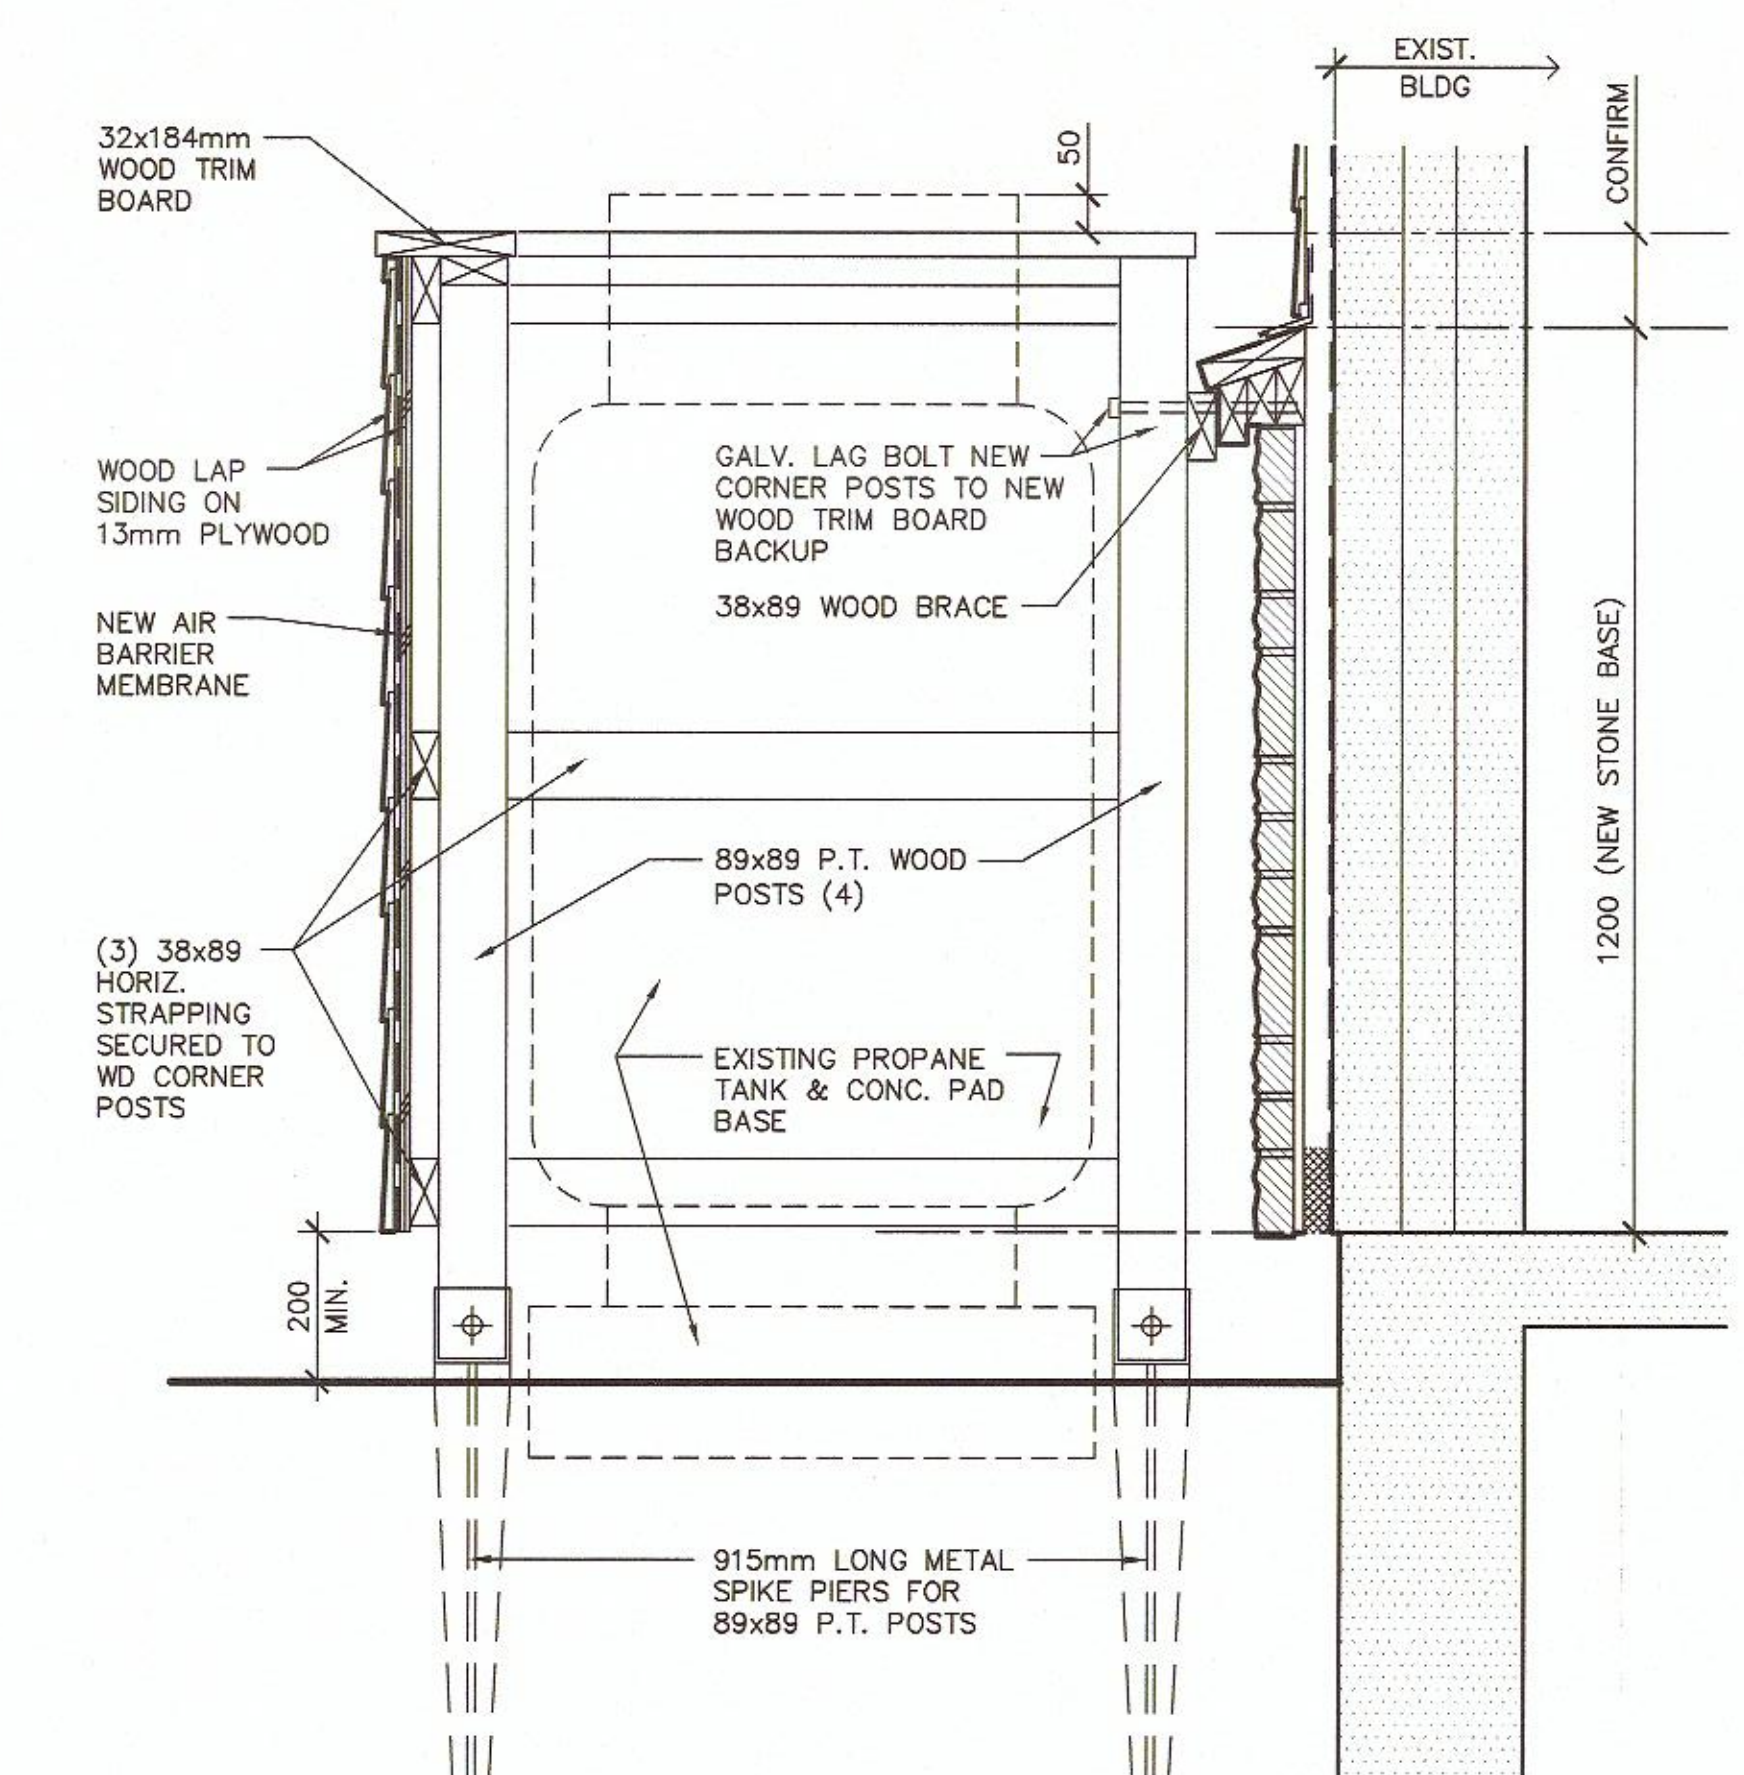 EXIST.
BLDG
CONFIRM
50
32x184mm
WOOD TRIM
BOARD
WOOD LAP
SIDING ON
13mm PLYWOOD
GALV. LAG BOLT NEW
CORNER POSTS TO NEW
WOOD TRIM BOARD
BACKUP
38x89 WOOD BRACE
NEW AIR
BARRIER
MEMBRANE
1200 (NEW STONE BASE)
89x89 P.T. WOOD
POSTS (4)
(3) 38x89
HORIZ.
STRAPPING
SECURED TO
WD CORNER
POSTS
EXISTING PROPANE
TANK & CONC. PAD
BASE
200
MIN.
915mm LONG METAL
SPIKE PIERS FOR
89x89 P.T. POSTS